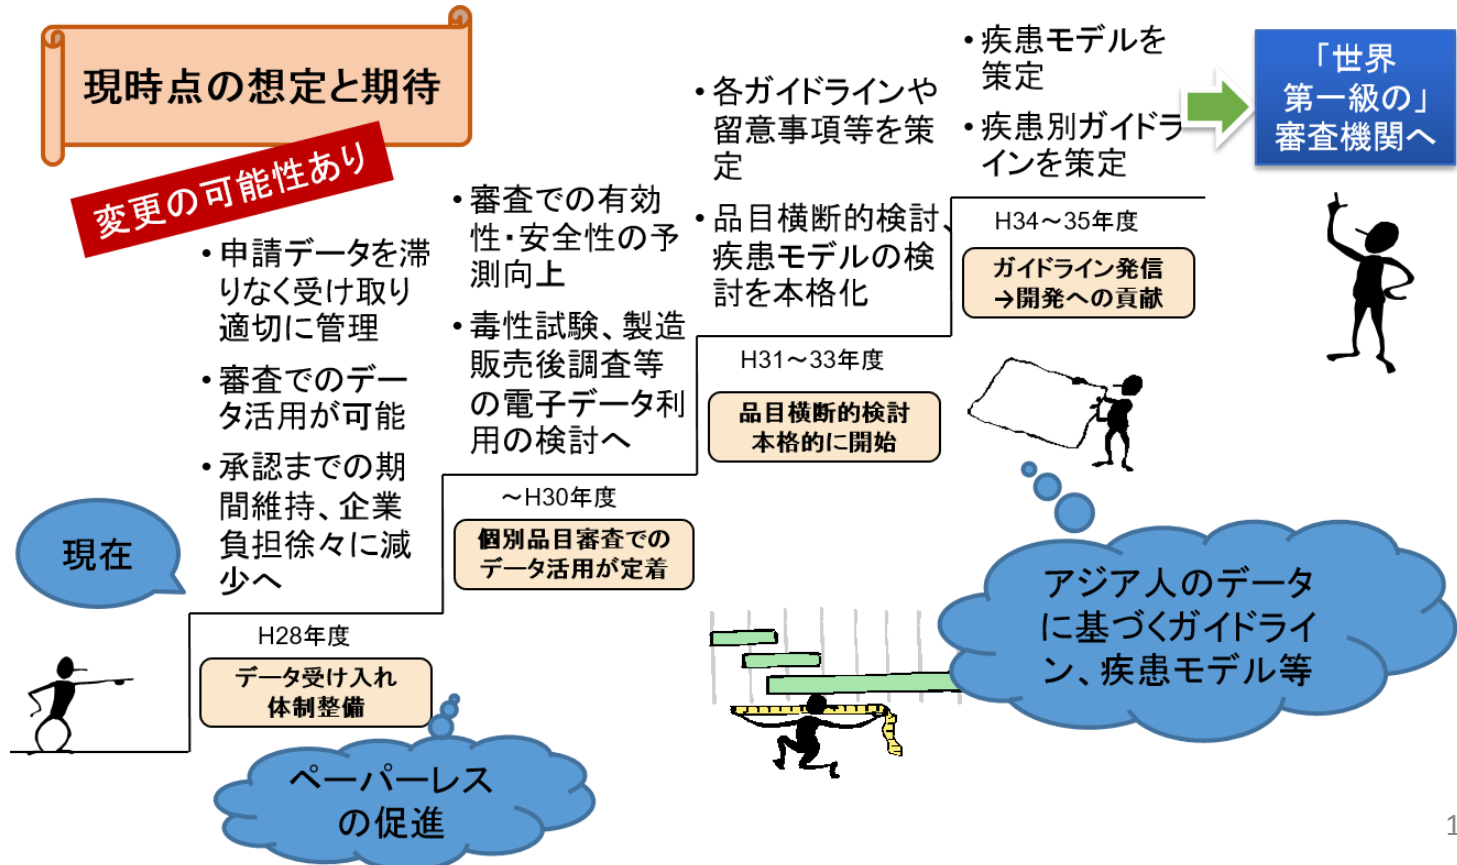 現時点の想定と期待
変更の可能性あり
現在
・申請データを滞
りなく受け取り
適切に管理
・審査でのデー
タ活用が可能
・承認までの期
間維持、企業
負担徐々に減
少へ
H28年度
データ受け入れ
体制整備
ペーパーレス
の促進
・審査での有効
性・安全性の予
測向上
・毒性試験、製造
販売後調査等
の電子データ利
用の検討へ
～H30年度
個別品目審査での
データ活用が定着
・各ガイドラインや
留意事項等を策
定
・品目横断的検討、
疾患モデルの検
討を本格化
H31～33年度
品目横断的検討
本格的に開始
・疾患モデルを
策定
・疾患別ガイドラ
インを策定
H34～35年度
ガイドライン発信
→開発への貢献
アジア人のデータ
に基づくガイドライ
ン、疾患モデル等
「世界
第一級の」
審査機関へ
1